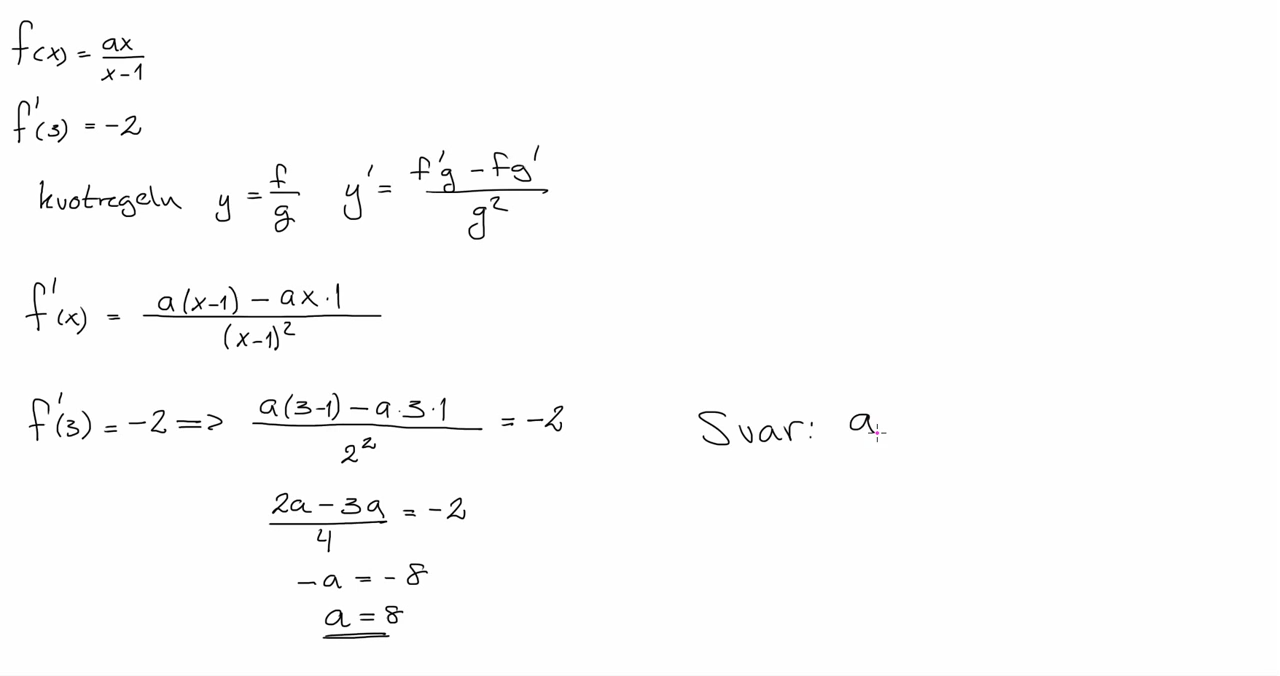 f(x) = ax/(x-1)
f'(3) = -2
kvotregeln y = f/g y' = (f'g - fg')/g²
f'(x) = (a(x-1) - ax·1)/(x-1)²
f'(3) = -2 => (a(3-1) - a·3·1)/2² = -2 Svar: a
(2a - 3a)/4 = -2
-a = -8
a = 8